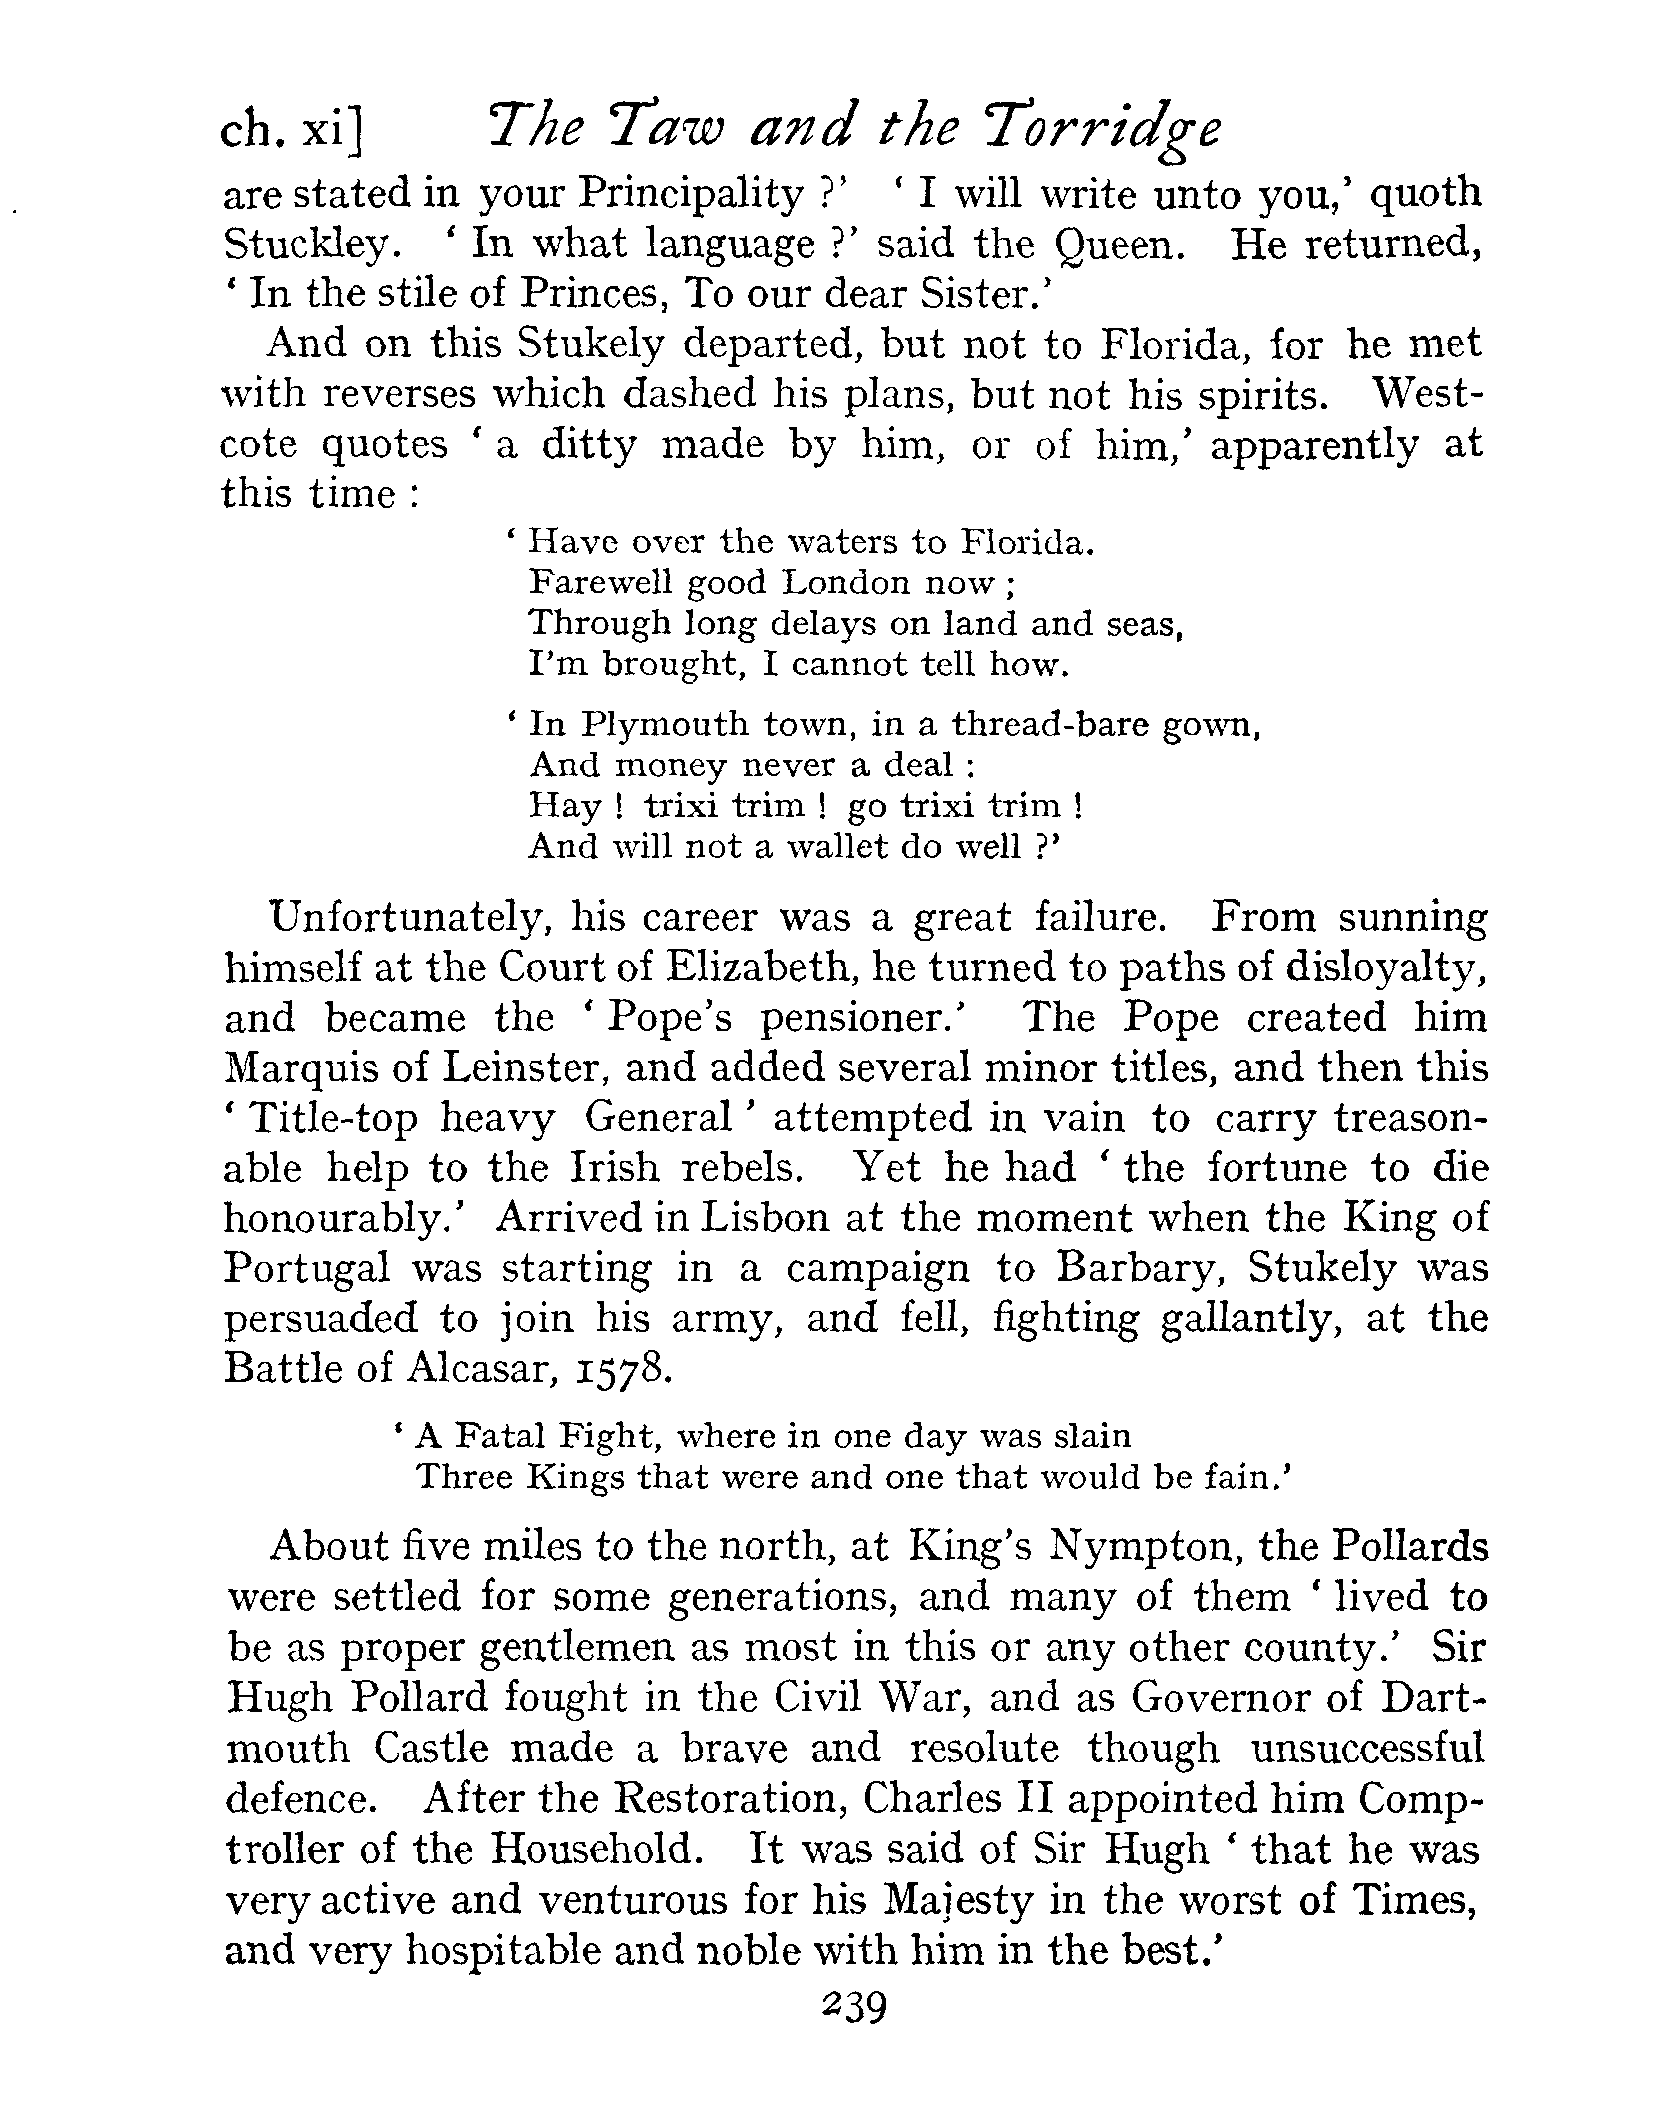 ch. xi] The Taw and the Torridge
are stated in your Principality ?' ' I will write unto you,' quoth
Stuckley. ' In what language ?' said the Queen. He returned,
' In the stile of Princes, To our dear Sister.'
And on this Stukely departed, but not to Florida, for he met
with reverses which dashed his plans, but not his spirits. West-
cote quotes ' a ditty made by him, or of him,' apparently at
this time :
' Have over the waters to Florida.
Farewell good London now ;
Through long delays on land and seas,
I'm brought, I cannot tell how.
' In Plymouth town, in a thread-bare gown,
And money never a deal :
Hay ! trixi trim ! go trixi trim !
And will not a wallet do well ?'
Unfortunately, his career was a great failure. From sunning
himself at the Court of Elizabeth, he turned to paths of disloyalty,
and became the ' Pope's pensioner.' The Pope created him
Marquis of Leinster, and added several minor titles, and then this
' Title-top heavy General ' attempted in vain to carry treason-
able help to the Irish rebels. Yet he had ' the fortune to die
honourably.' Arrived in Lisbon at the moment when the King of
Portugal was starting in a campaign to Barbary, Stukely was
persuaded to join his army, and fell, fighting gallantly, at the
Battle of Alcasar, 1578.
' A Fatal Fight, where in one day was slain
Three Kings that were and one that would be fain.'
About five miles to the north, at King's Nympton, the Pollards
were settled for some generations, and many of them ' lived to
be as proper gentlemen as most in this or any other county.' Sir
Hugh Pollard fought in the Civil War, and as Governor of Dart-
mouth Castle made a brave and resolute though unsuccessful
defence. After the Restoration, Charles II appointed him Comp-
troller of the Household. It was said of Sir Hugh ' that he was
very active and venturous for his Majesty in the worst of Times,
and very hospitable and noble with him in the best.'
239